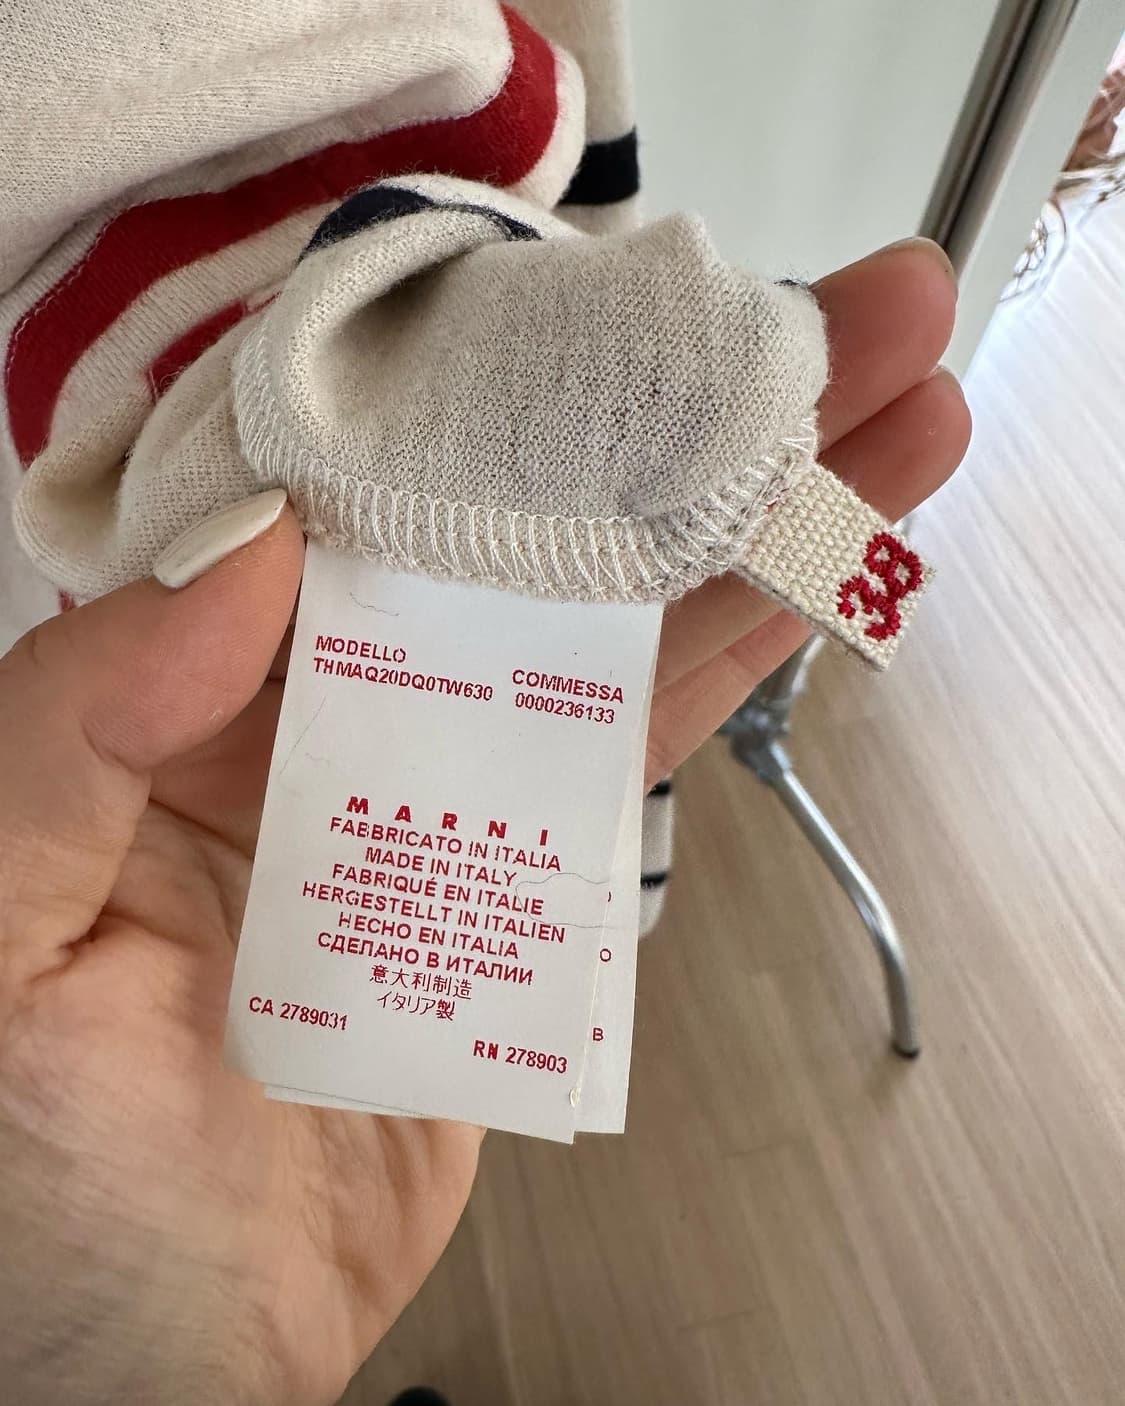 38
MODELLO
THMAQ20DQ0TW630
COMMESSA
0000236133
MARNI
FABBRICATO IN ITALIA
MADE IN ITALY
FABRIQUÉ EN ITALIE
HERGESTELLT IN ITALIEN
HECHO EN ITALIA
СДЕЛАНО В ИТАЛИИ
意大利制造
イタリア製
CA 2789031
RN 278903
O
B